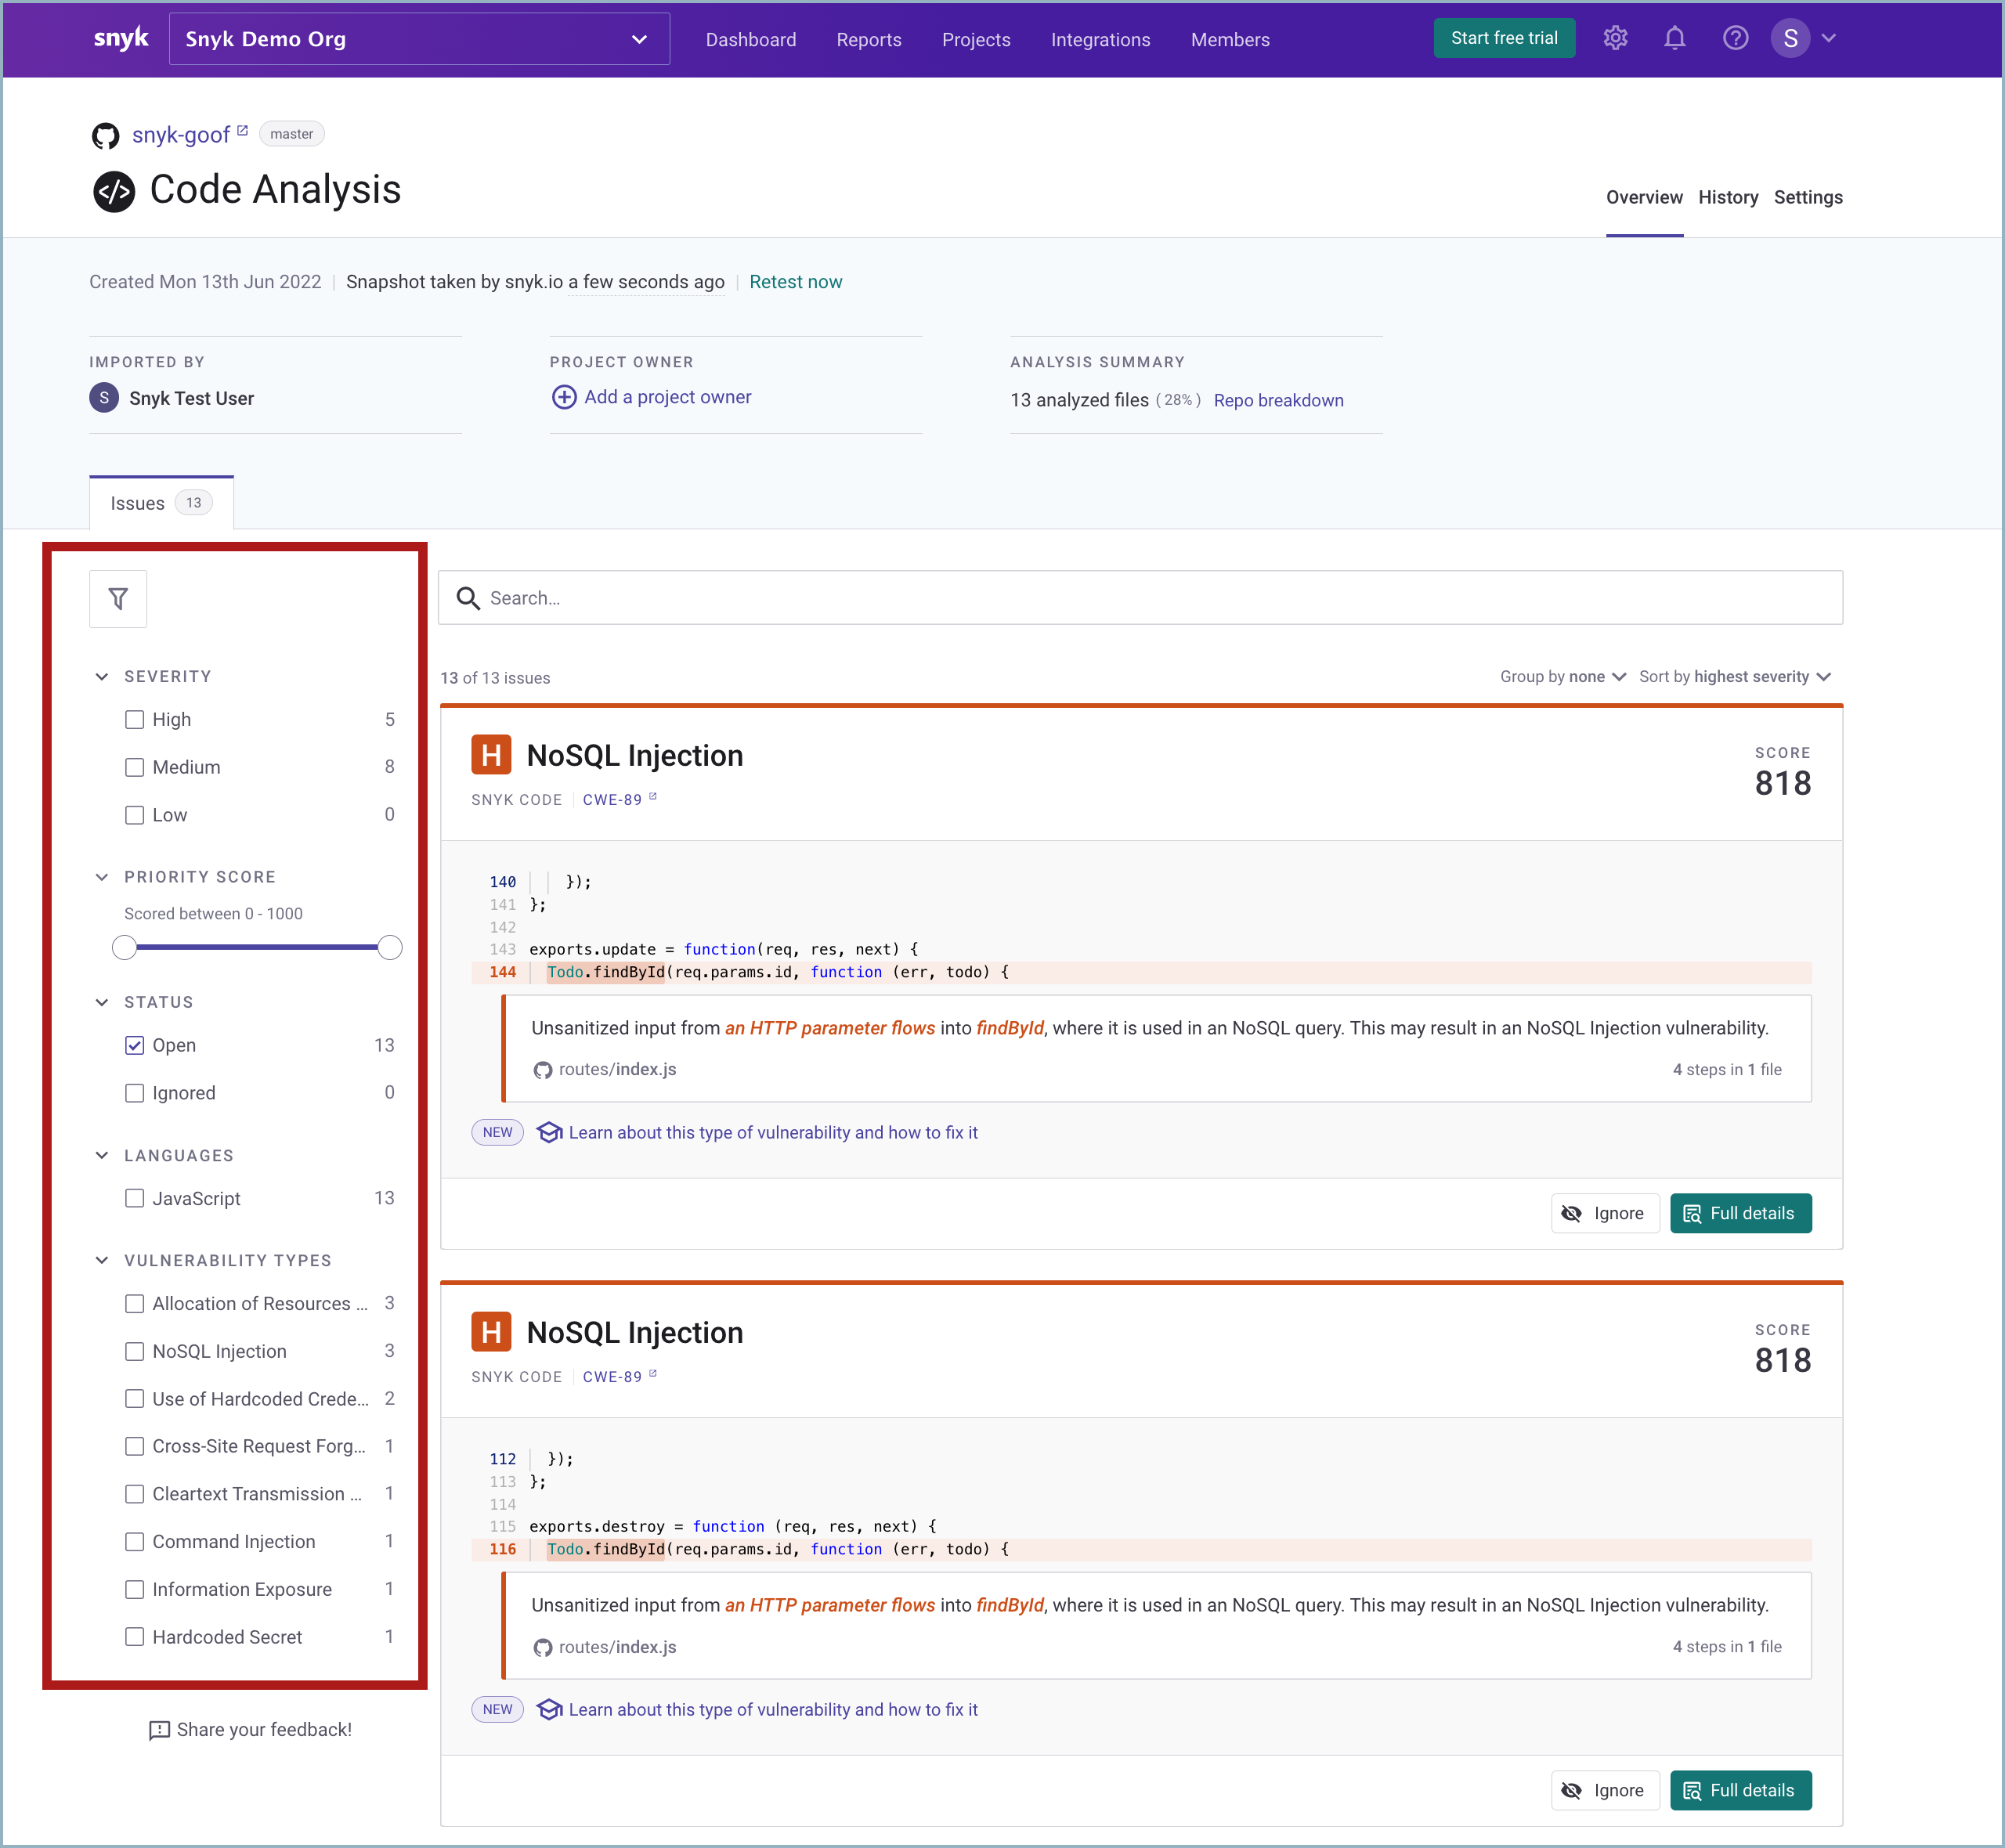 snyk Snyk Demo Org Dashboard Reports Projects Integrations Members Start free trial S
snyk-goof master
</> Code Analysis
Overview History Settings
Created Mon 13th Jun 2022 Snapshot taken by snyk.io a few seconds ago Retest now
IMPORTED BY PROJECT OWNER ANALYSIS SUMMARY
S Snyk Test User Add a project owner 13 analyzed files ( 28% ) Repo breakdown
Issues 13
SEVERITY
High 5
Medium 8
Low 0
PRIORITY SCORE
Scored between 0 - 1000
STATUS
Open 13
Ignored 0
LANGUAGES
JavaScript 13
VULNERABILITY TYPES
Allocation of Resources ... 3
NoSQL Injection 3
Use of Hardcoded Crede... 2
Cross-Site Request Forg... 1
Cleartext Transmission ... 1
Command Injection 1
Information Exposure 1
Hardcoded Secret 1
Share your feedback!
Search...
13 of 13 issues Group by none Sort by highest severity
H NoSQL Injection SCORE
818
SNYK CODE CWE-89
140 });
141 };
142
143 exports.update = function(req, res, next) {
144 Todo.findById(req.params.id, function (err, todo) {
Unsanitized input from an HTTP parameter flows into findById, where it is used in an NoSQL query. This may result in an NoSQL Injection vulnerability.
routes/index.js 4 steps in 1 file
NEW Learn about this type of vulnerability and how to fix it
Ignore Full details
H NoSQL Injection SCORE
818
SNYK CODE CWE-89
112 });
113 };
114
115 exports.destroy = function (req, res, next) {
116 Todo.findById(req.params.id, function (err, todo) {
Unsanitized input from an HTTP parameter flows into findById, where it is used in an NoSQL query. This may result in an NoSQL Injection vulnerability.
routes/index.js 4 steps in 1 file
NEW Learn about this type of vulnerability and how to fix it
Ignore Full details